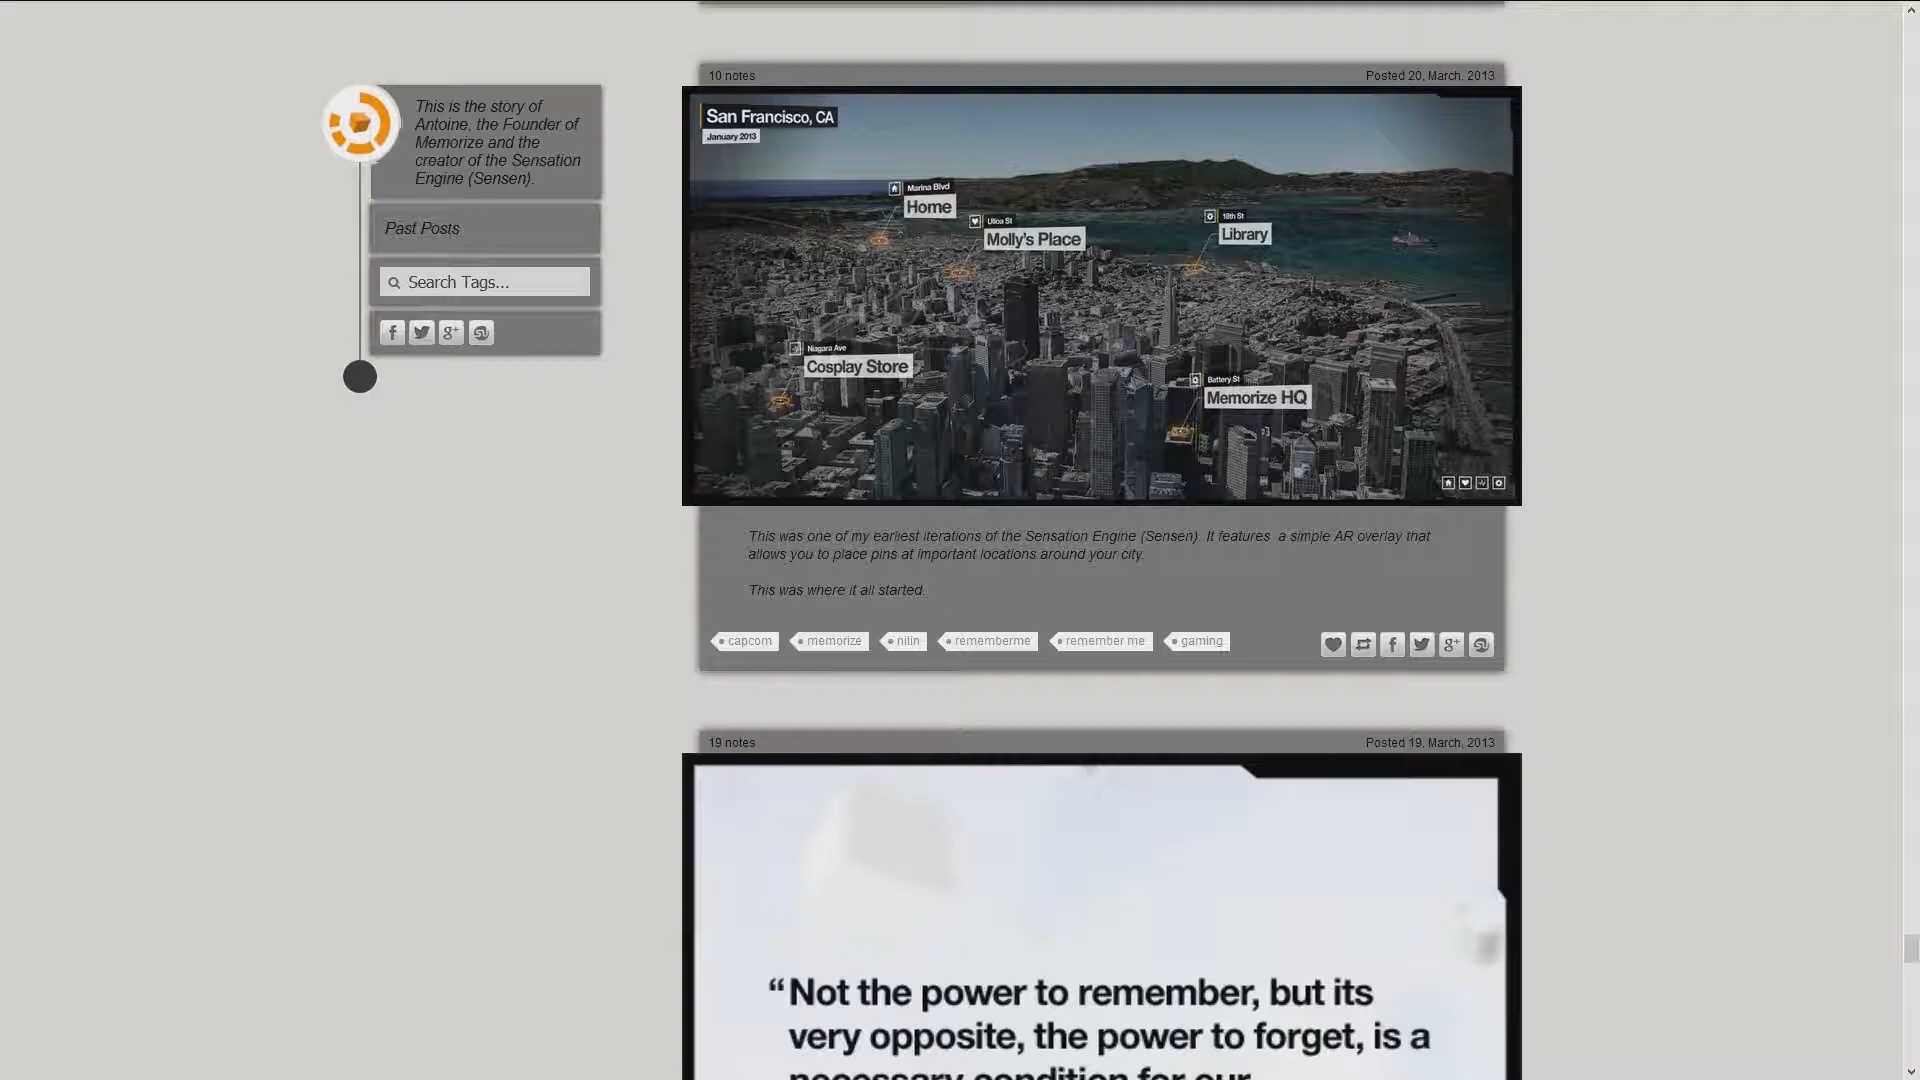 This is the story of
Antoine, the Founder of
Memorize and the
creator of the Sensation
Engine (Sensen).
Past Posts
Search Tags...
10 notes
Posted 20, March, 2013
San Francisco, CA
January 2013
Marina Blvd
Home
Ulloa St
Molly's Place
18th St
Library
Niagara Ave
Cosplay Store
Battery St
Memorize HQ
This was one of my earliest iterations of the Sensation Engine (Sensen). It features a simple AR overlay that
allows you to place pins at important locations around your city.
This was where it all started.
capcom memorize nilin rememberme remember me gaming
19 notes
Posted 19, March, 2013
“Not the power to remember, but its
very opposite, the power to forget, is a
necessary condition for our